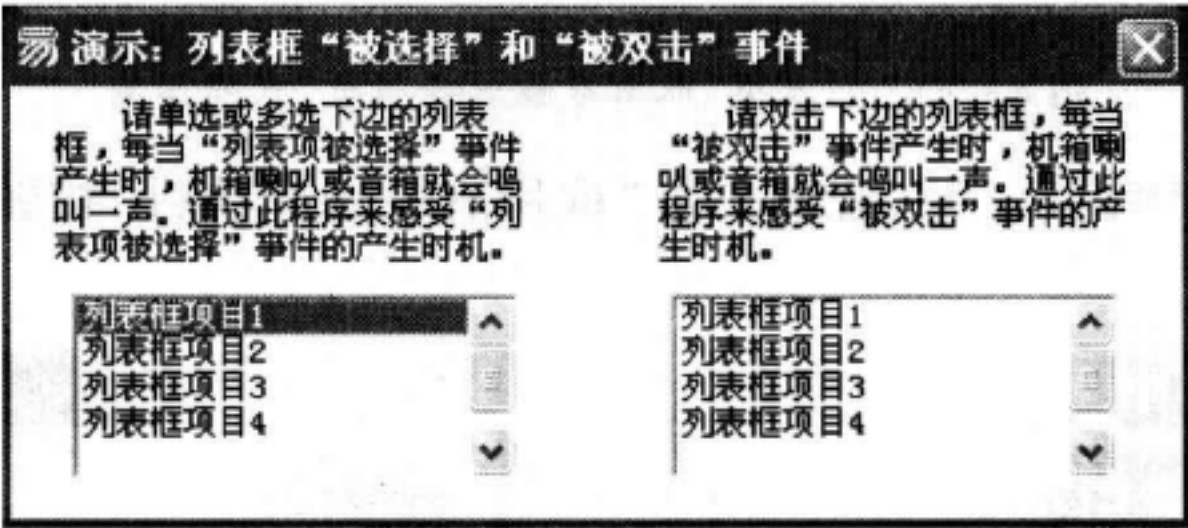 易 演示：列表框“被选择”和“被双击”事件
请单选或多选下边的列表
框，每当“列表项被选择”事件
产生时，机箱喇叭或音箱就会鸣
叫一声。通过此程序来感受“列
表项被选择”事件的产生时机。
列表框项目1
列表框项目2
列表框项目3
列表框项目4
请双击下边的列表框，每当
“被双击”事件产生时，机箱喇
叭或音箱就会鸣叫一声。通过此
程序来感受“被双击”事件的产
生时机。
列表框项目1
列表框项目2
列表框项目3
列表框项目4